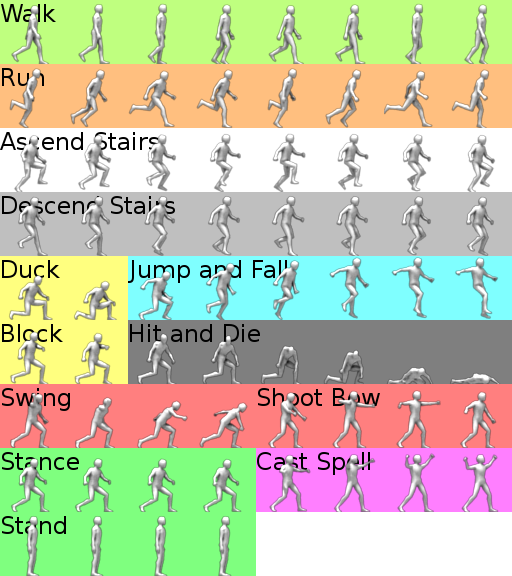 Walk
Run
Ascend Stairs
Descend Stairs
Duck
Jump and Fall
Block
Hit and Die
Swing
Shoot Bow
Stance
Cast Spell
Stand